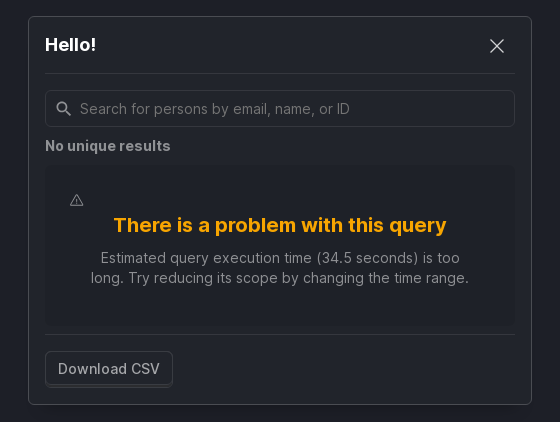 Hello!
Search for persons by email, name, or ID
No unique results
There is a problem with this query
Estimated query execution time (34.5 seconds) is too
long. Try reducing its scope by changing the time range.
Download CSV